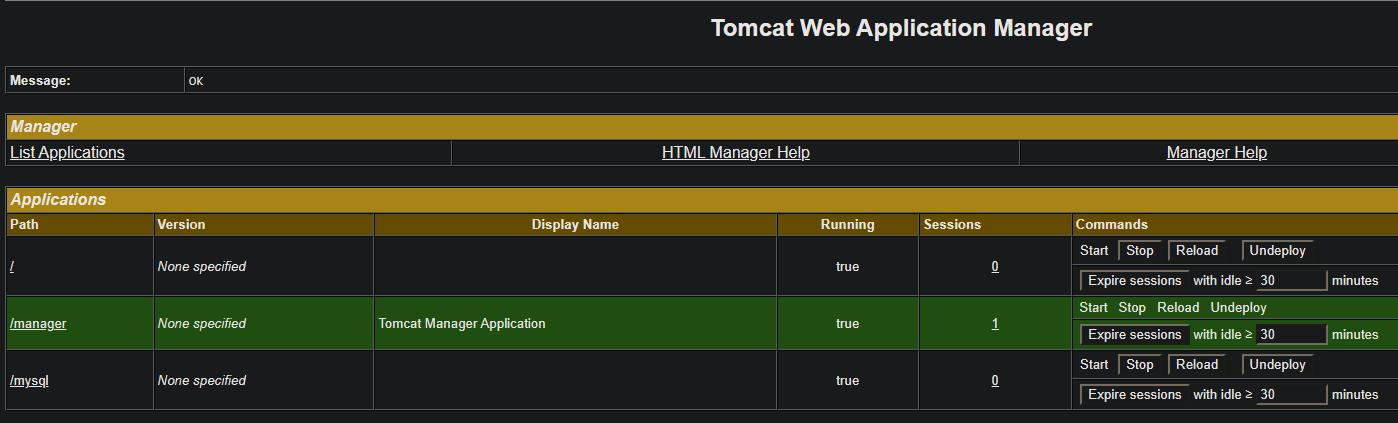 Tomcat Web Application Manager
Message: OK
Manager
List Applications HTML Manager Help Manager Help
Applications
Path Version Display Name Running Sessions Commands
/ None specified true 0 Start Stop Reload Undeploy
Expire sessions with idle ≥ 30 minutes
/manager None specified Tomcat Manager Application true 1 Start Stop Reload Undeploy
Expire sessions with idle ≥ 30 minutes
/mysql None specified true 0 Start Stop Reload Undeploy
Expire sessions with idle ≥ 30 minutes